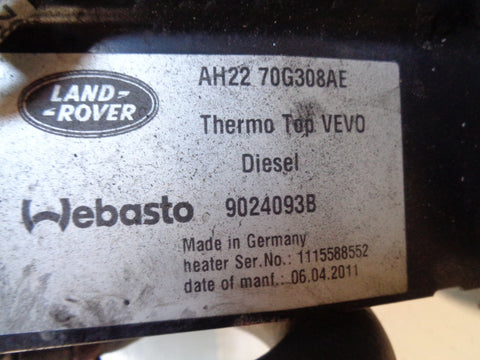 LAND-
-ROVER
AH22 70G308AE
Thermo Top VEVO
Diesel
Webasto 9024093B
Made in Germany
heater Ser.No.: 1115588552
date of manf.: 06.04.2011